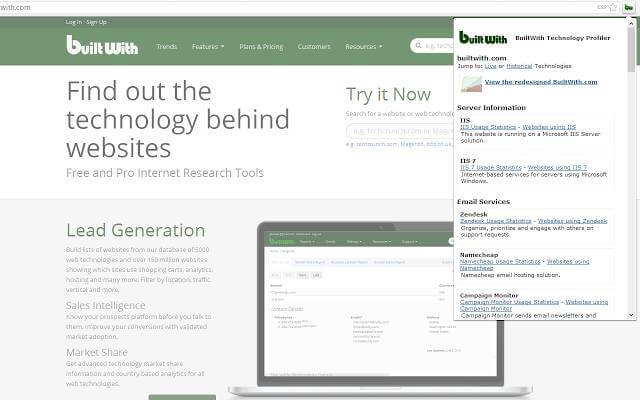 with.com
CSS
Log In · Sign Up
Built With
Trends Features Plans & Pricing Customers Resources
Find out the
technology behind
websites
Free and Pro Internet Research Tools
Try it Now
Search for a website or web technol
e.g. techcrunch.com or Mage
e.g. techcrunch.com, Magento, bbc.co.uk,
Lead Generation
Build lists of websites from our database of 5000
web technologies and over 150 million websites
showing which sites use shopping carts, analytics,
hosting and many more. Filter by location, traffic,
vertical and more.
Sales Intelligence
Know your prospects platform before you talk to
them. Improve your conversions with validated
market adoption.
Market Share
Get advanced technology market share
information and country based analytics for all
web technologies.
Built With BuiltWith Technology Profiler
builtwith.com
Jump to: Live or Historical Technologies
View the redesigned BuiltWith.com
Server Information
IIS
IIS Usage Statistics - Websites using IIS
This website is running on a Microsoft IIS Server
solution.
IIS 7
IIS 7 Usage Statistics - Websites using IIS 7
Internet-based services for servers using Microsoft
Windows.
Email Services
Zendesk
Zendesk Usage Statistics - Websites using Zendesk
Organize, prioritize and engage with others on
support requests.
Namecheap
Namecheap Usage Statistics - Websites using
Namecheap
Namecheap email hosting solution.
Campaign Monitor
Campaign Monitor Usage Statistics - Websites using
Campaign Monitor
Campaign Monitor sends email newsletters and